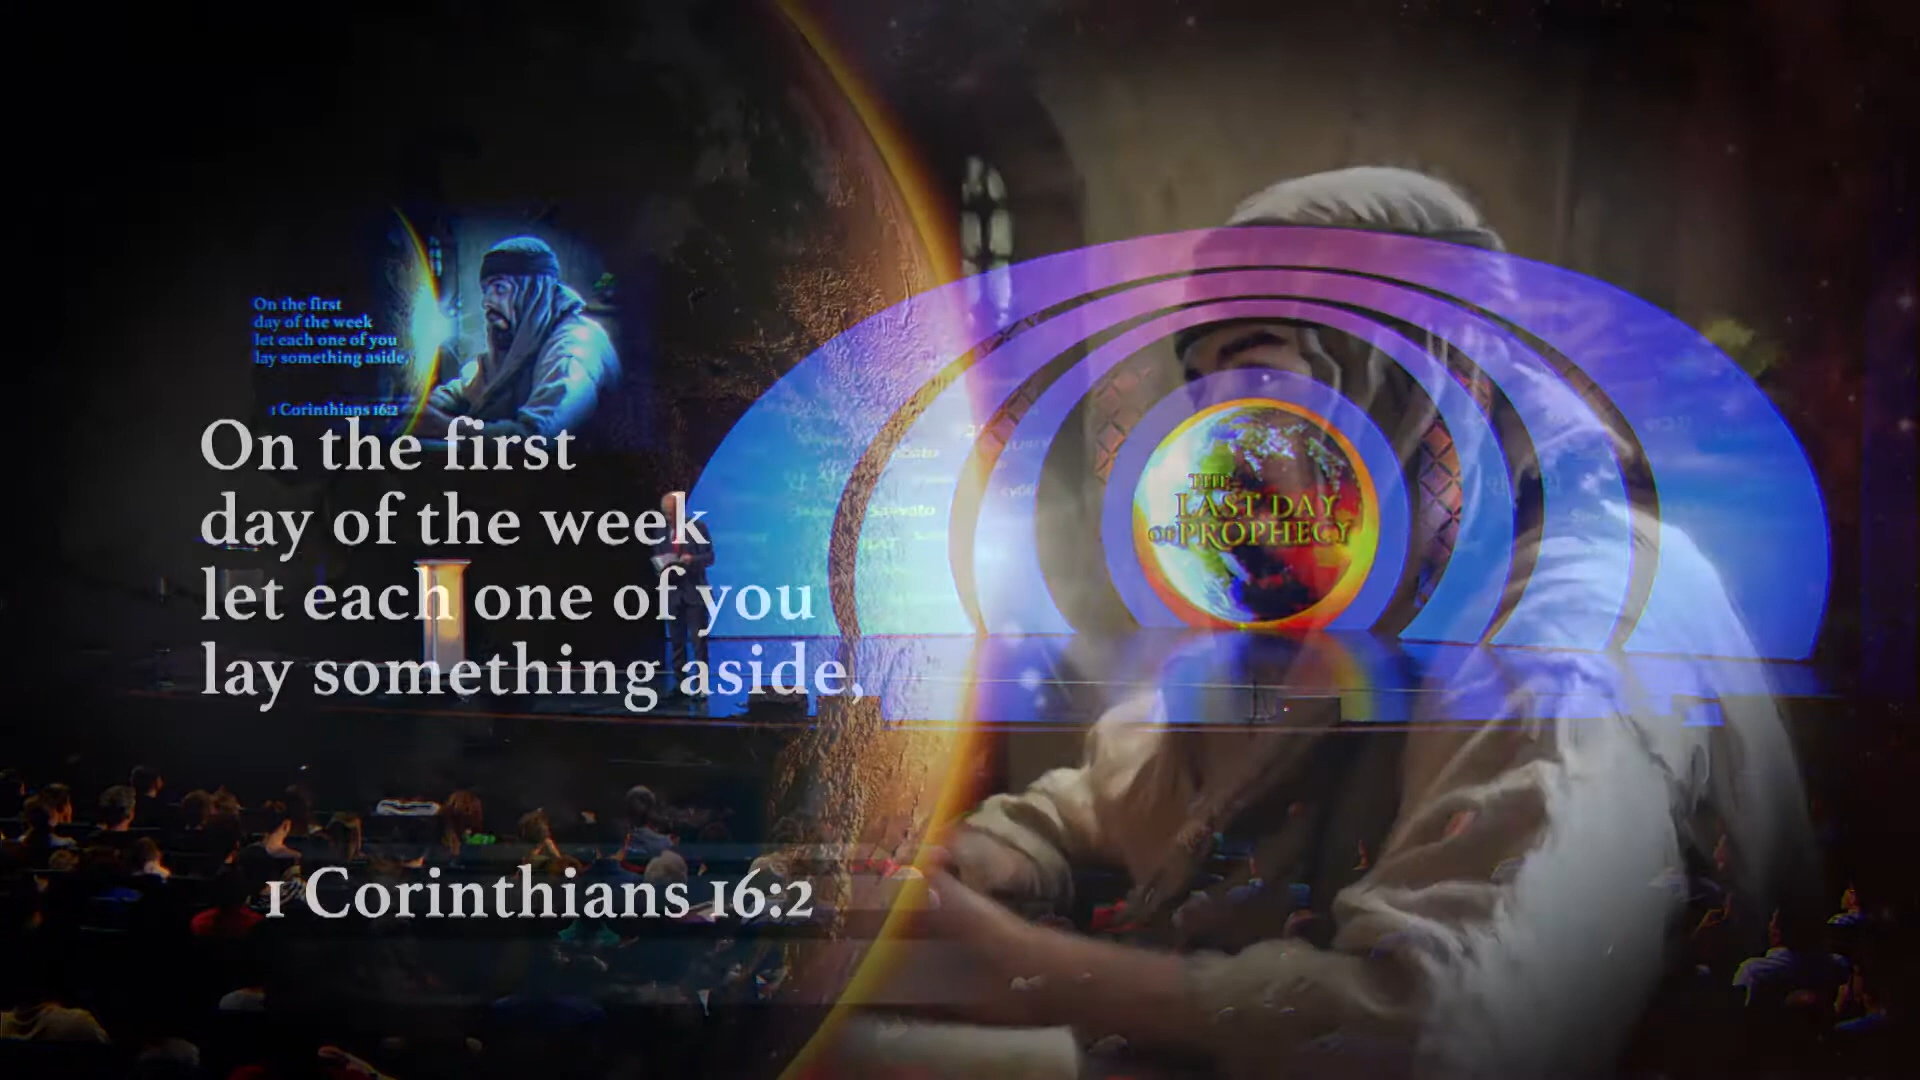 On the first
day of the week
let each one of you
lay something aside,
1 Corinthians 16:2
On the first
day of the week
let each one of you
lay something aside,
1 Corinthians 16:2
THE
LAST DAY
OF PROPHECY